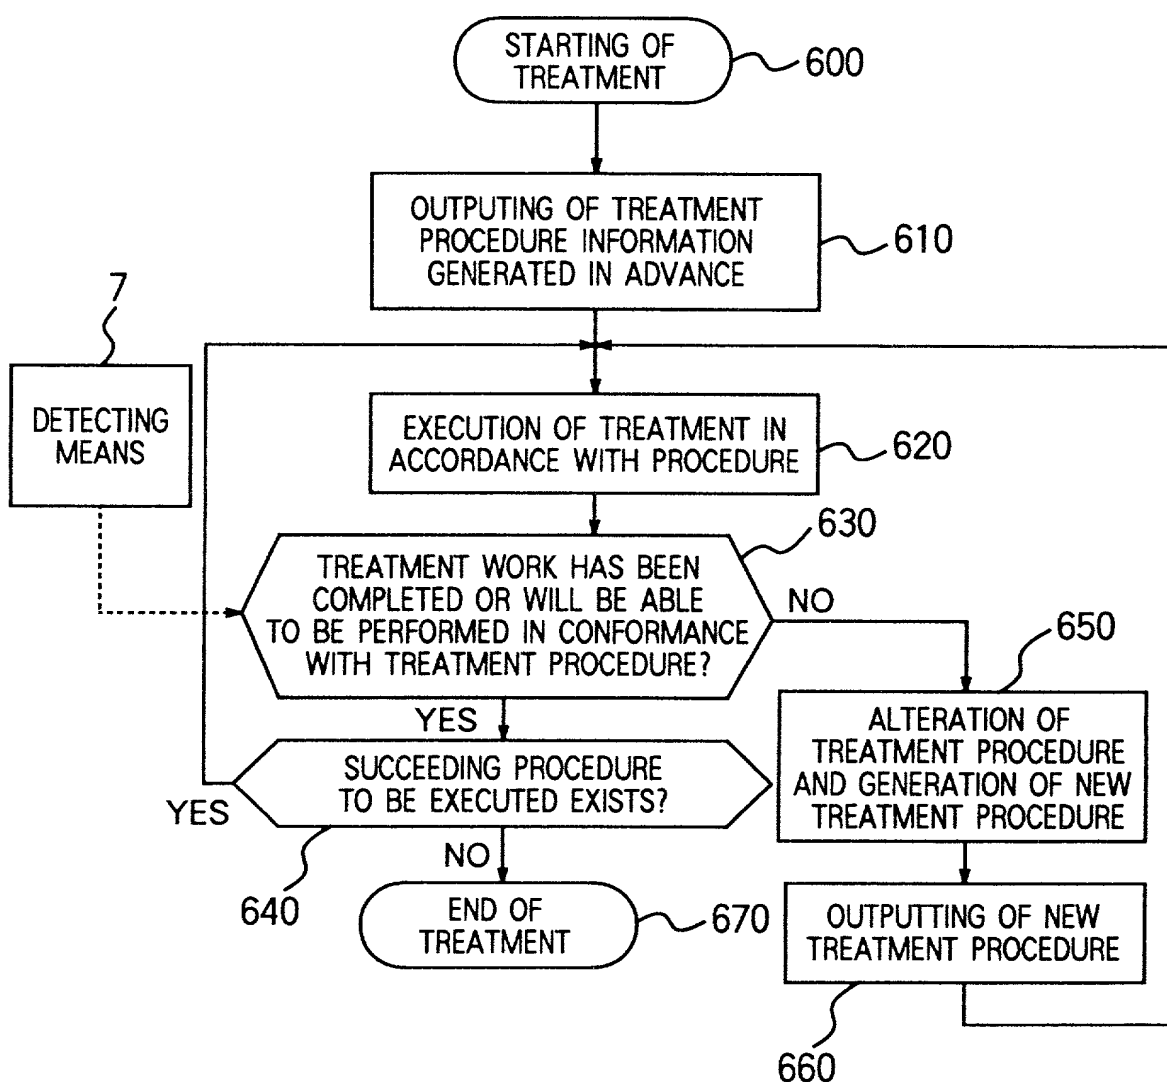 STARTING OF
TREATMENT
600
OUTPUTING OF TREATMENT
PROCEDURE INFORMATION
GENERATED IN ADVANCE
610
7
DETECTING
MEANS
EXECUTION OF TREATMENT IN
ACCORDANCE WITH PROCEDURE
620
630
TREATMENT WORK HAS BEEN
COMPLETED OR WILL BE ABLE
TO BE PERFORMED IN CONFORMANCE
WITH TREATMENT PROCEDURE?
NO
YES
650
ALTERATION OF
TREATMENT PROCEDURE
AND GENERATION OF NEW
TREATMENT PROCEDURE
SUCCEEDING PROCEDURE
TO BE EXECUTED EXISTS?
YES
NO
640
END OF
TREATMENT
670
OUTPUTTING OF NEW
TREATMENT PROCEDURE
660